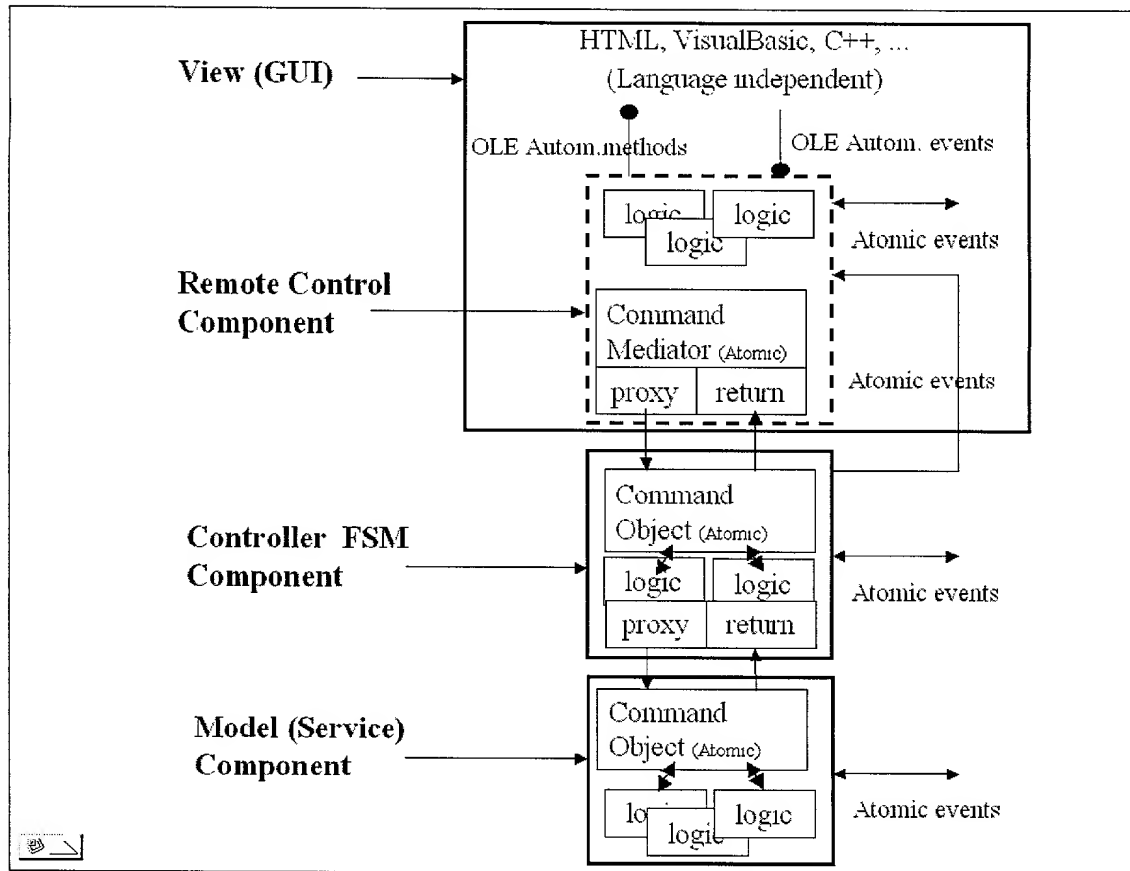 HTML, VisualBasic, C++, ...
(Language independent)
View (GUI)
OLE Autom.methods
OLE Autom. events
logic
logic
logic
Atomic events
Remote Control
Component
Command
Mediator (Atomic)
proxy
return
Atomic events
Command
Object (Atomic)
Controller FSM
Component
logic
logic
Atomic events
proxy
return
Command
Object (Atomic)
Model (Service)
Component
logic
logic
Atomic events